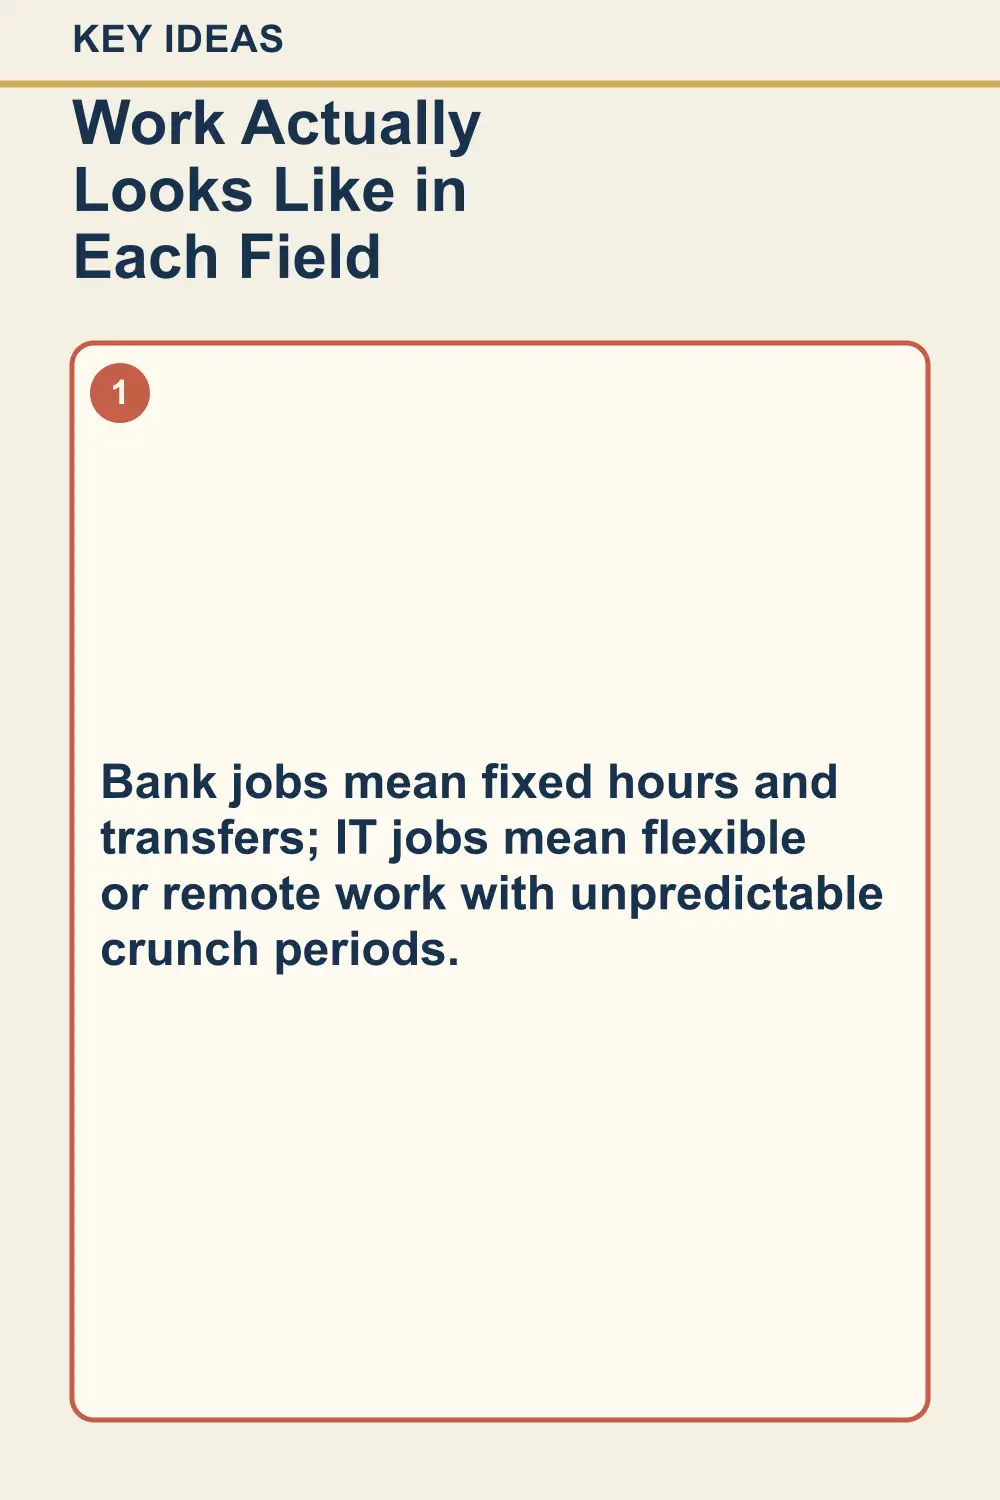 KEY IDEAS
Work Actually
Looks Like in
Each Field
1
Bank jobs mean fixed hours and
transfers; IT jobs mean flexible
or remote work with unpredictable
crunch periods.